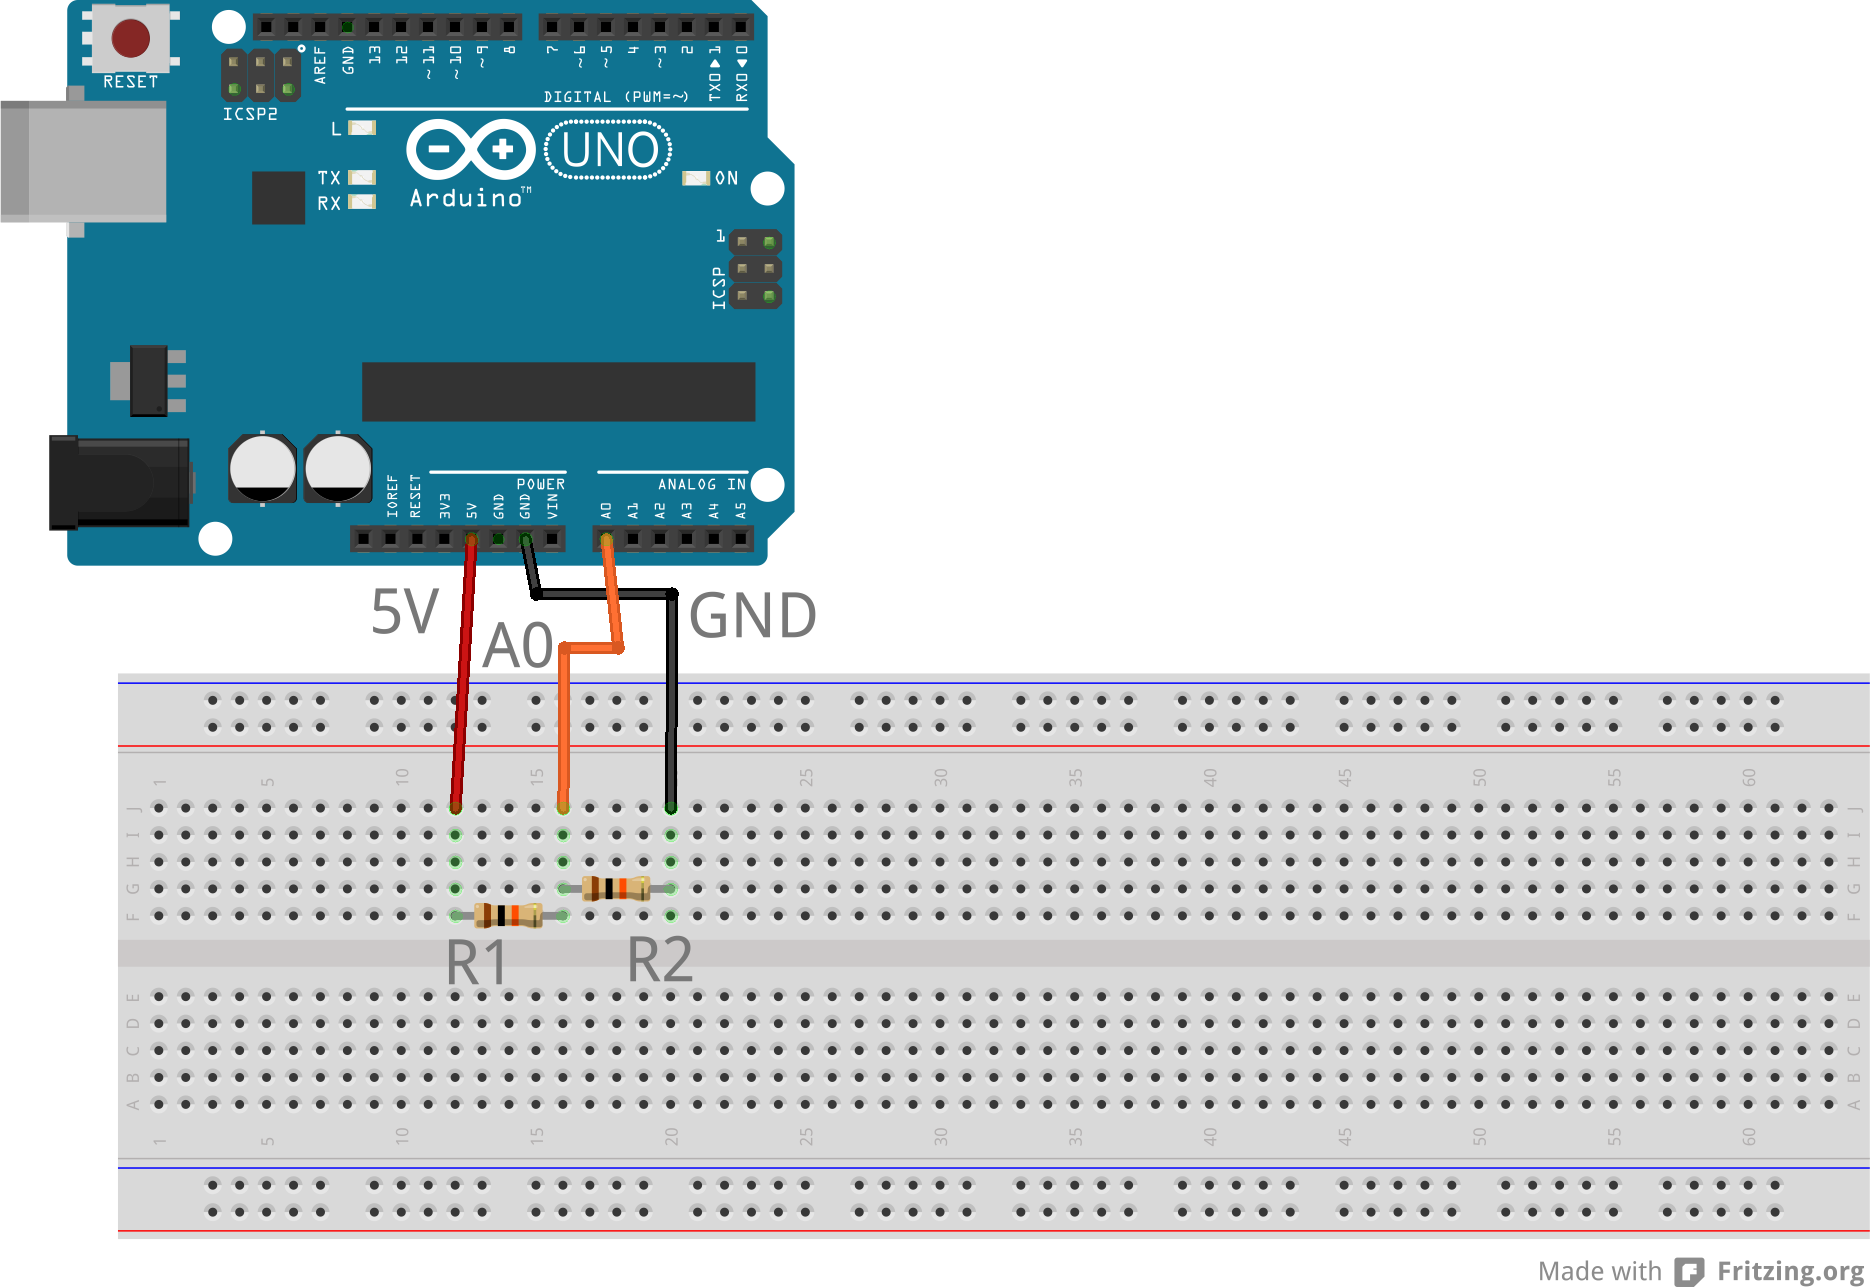 RESET
ICSP2
AREF
GND
13
12
~11
~10
~9
8
7
~6
~5
4
~3
2
TX0▶1
RX0◀0
DIGITAL (PWM=~)
L
TX
RX
UNO
Arduino™
ON
1
ICSP
POWER
ANALOG IN
IOREF
RESET
3V3
5V
GND
GND
VIN
A0
A1
A2
A3
A4
A5
5V
A0
GND
1
5
10
15
25
30
35
40
45
50
55
60
J
J
I
I
H
H
G
G
F
F
R1
R2
E
E
D
D
C
C
B
B
A
A
1
5
10
15
20
25
30
35
40
45
50
55
60
Made with Fritzing.org